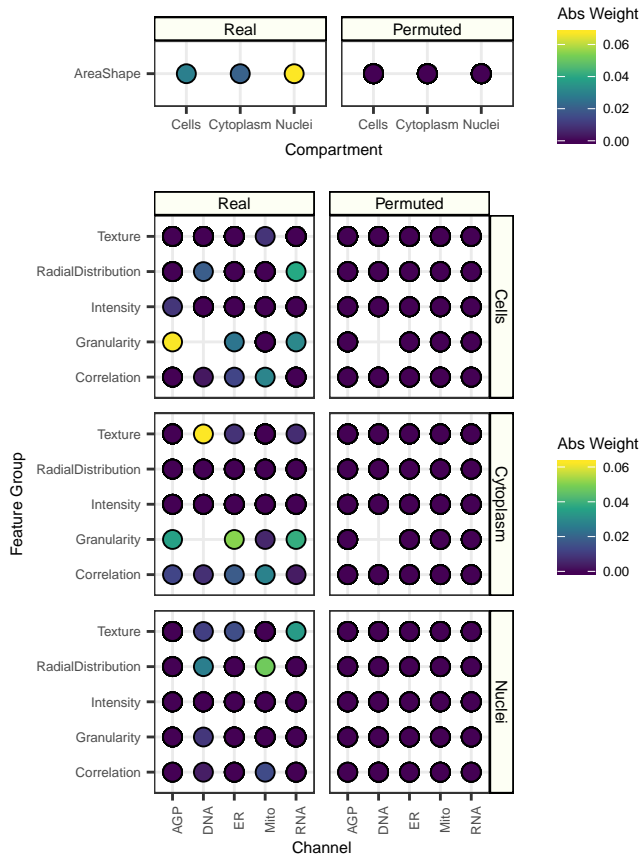 Abs Weight
0.06
0.04
0.02
0.00
Real
Permuted
AreaShape
Cells
Cytoplasm
Nuclei
Cells
Cytoplasm
Nuclei
Compartment
Real
Permuted
Texture
RadialDistribution
Intensity
Granularity
Correlation
Cells
Texture
RadialDistribution
Intensity
Granularity
Correlation
Cytoplasm
Feature Group
Abs Weight
0.06
0.04
0.02
0.00
Texture
RadialDistribution
Intensity
Granularity
Correlation
Nuclei
AGP
DNA
ER
Mito
RNA
AGP
DNA
ER
Mito
RNA
Channel